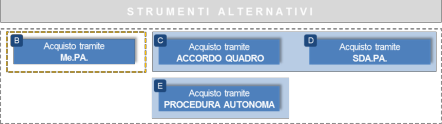 STRUMENTI ALTERNATIVI
B
Acquisto tramite
Me.PA.
C
Acquisto tramite
ACCORDO QUADRO
D
Acquisto tramite
SDA.PA.
E
Acquisto tramite
PROCEDURA AUTONOMA